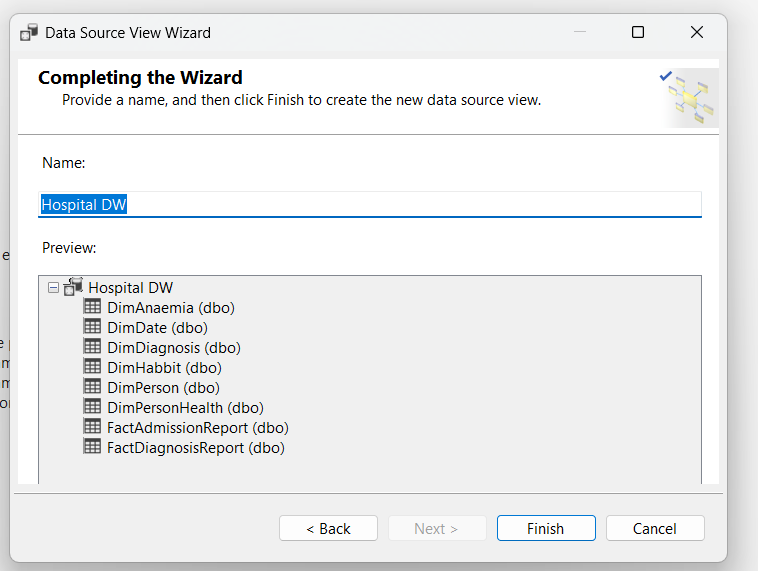 Data Source View Wizard
Completing the Wizard
Provide a name, and then click Finish to create the new data source view.
Name:
Hospital DW
Preview:
Hospital DW
DimAnaemia (dbo)
DimDate (dbo)
DimDiagnosis (dbo)
DimHabbit (dbo)
DimPerson (dbo)
DimPersonHealth (dbo)
FactAdmissionReport (dbo)
FactDiagnosisReport (dbo)
< Back
Next >
Finish
Cancel